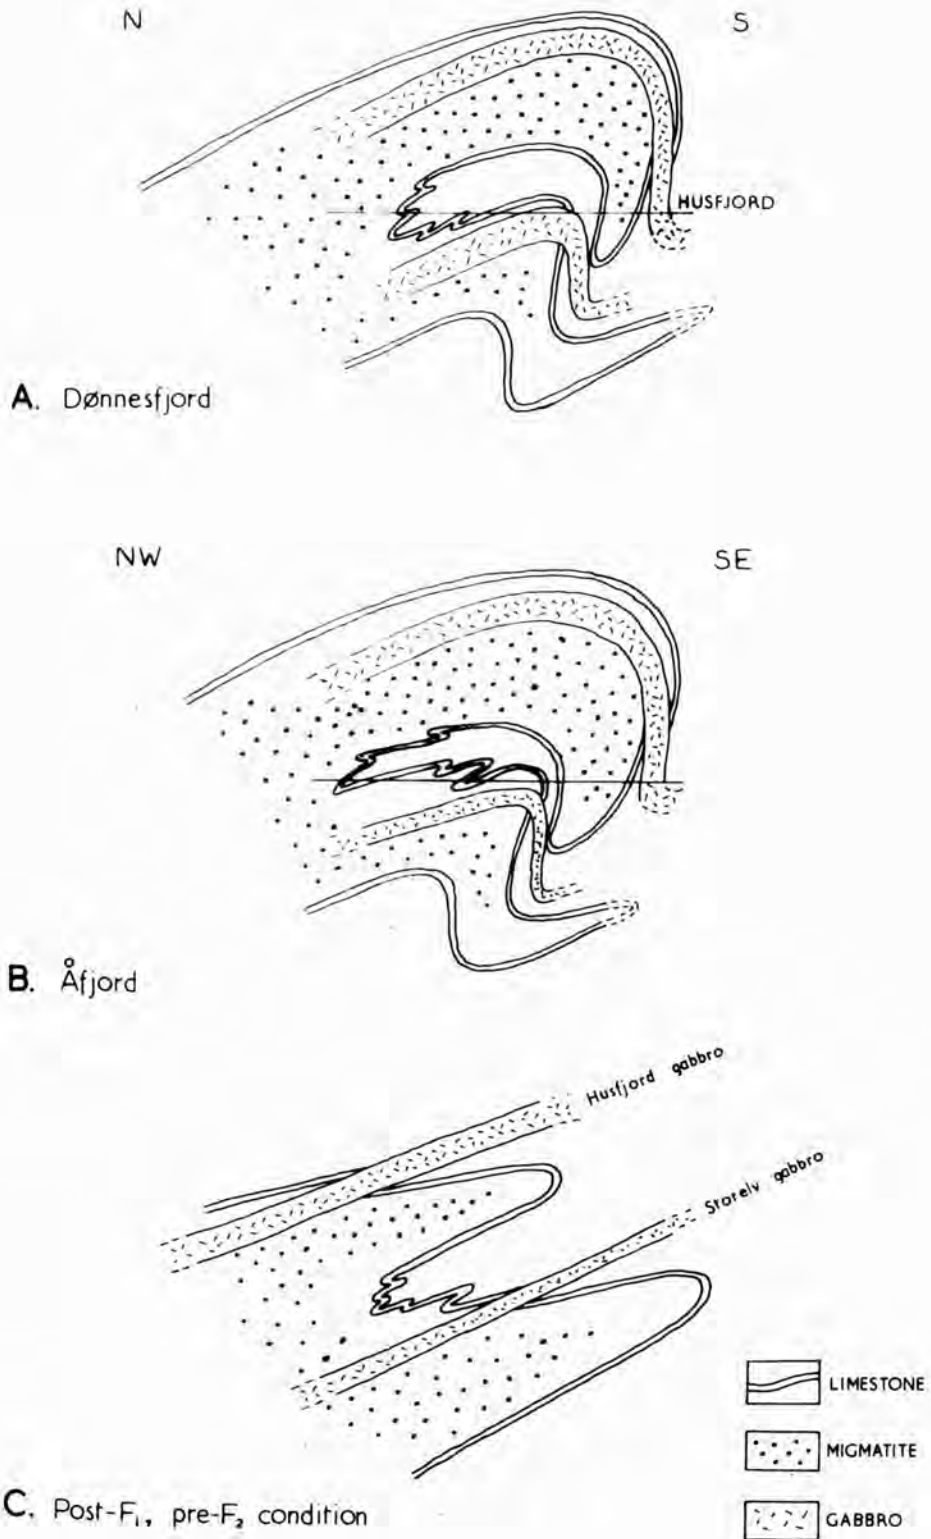 N
S
HUSFJORD
A. Dønnesfjord
NW
SE
B. Åfjord
Husfjord gabbro
Storelv gabbro
LIMESTONE
MIGMATITE
GABBRO
C. Post-F₁, pre-F₂ condition